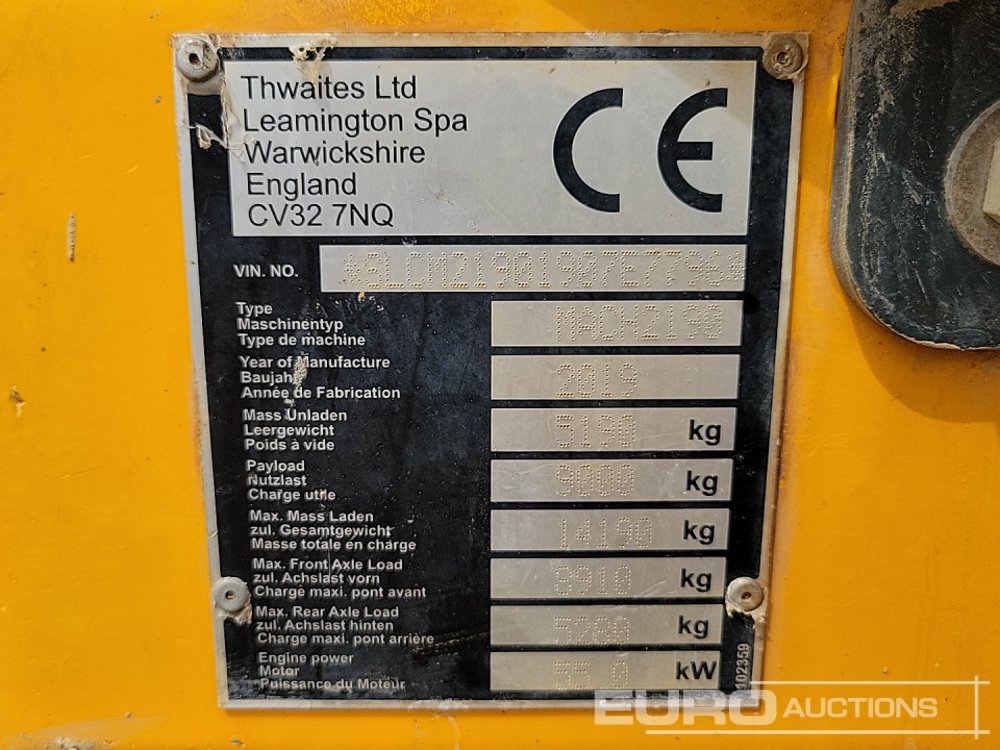 Thwaites Ltd
Leamington Spa
Warwickshire
England
CV32 7NQ
CE
VIN. NO. *SLCM21901907E7736*
Type
Maschinentyp
Type de machine
MACH2190
Year of Manufacture
Baujahr
Année de Fabrication
2019
Mass Unladen
Leergewicht
Poids à vide
5190 kg
Payload
Nutzlast
Charge utile
9000 kg
Max. Mass Laden
zul. Gesamtgewicht
Masse totale en charge
14190 kg
Max. Front Axle Load
zul. Achslast vorn
Charge maxi. pont avant
8910 kg
Max. Rear Axle Load
zul. Achslast hinten
Charge maxi. pont arrière
5280 kg
Engine power
Motor
Puissance du Moteur
kW
102359
EURO AUCTIONS